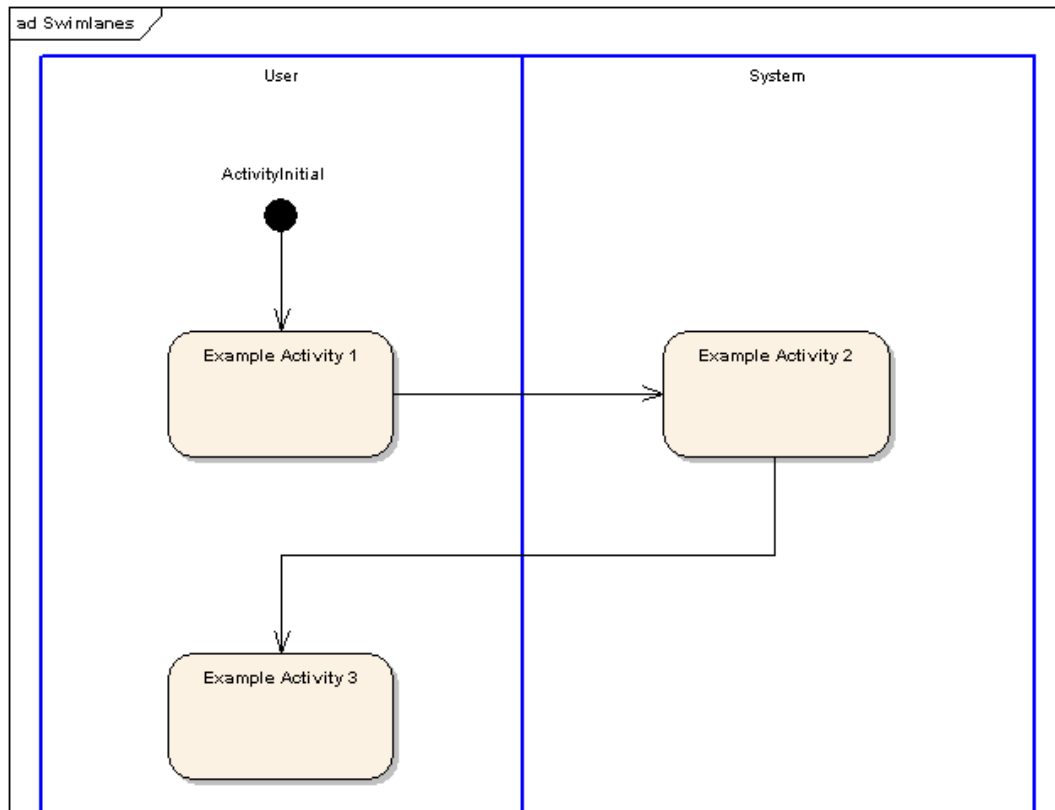 ad Swimlanes
User
System
ActivityInitial
Example Activity 1
Example Activity 2
Example Activity 3